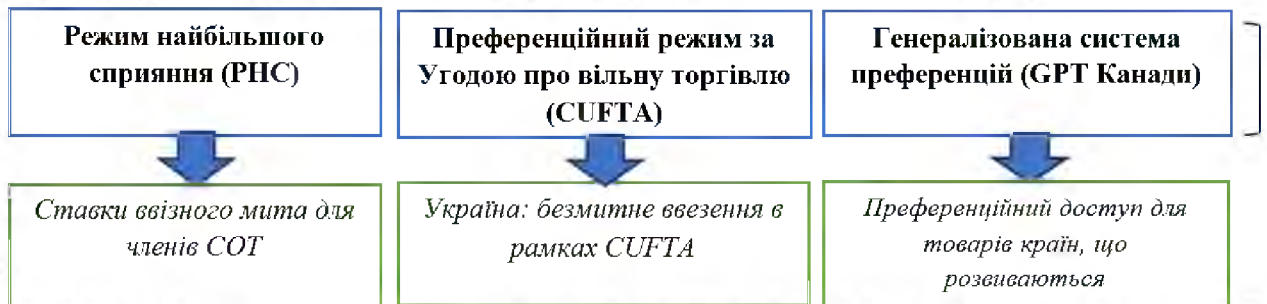 Режим найбільшого
сприяння (РНС)
Преференційний режим за
Угодою про вільну торгівлю
(CUFTA)
Генералізована система
преференцій (GPT Канади)
Ставки ввізного мита для
членів СОТ
Україна: безмитне ввезення в
рамках CUFTA
Преференційний доступ для
товарів країн, що
розвиваються